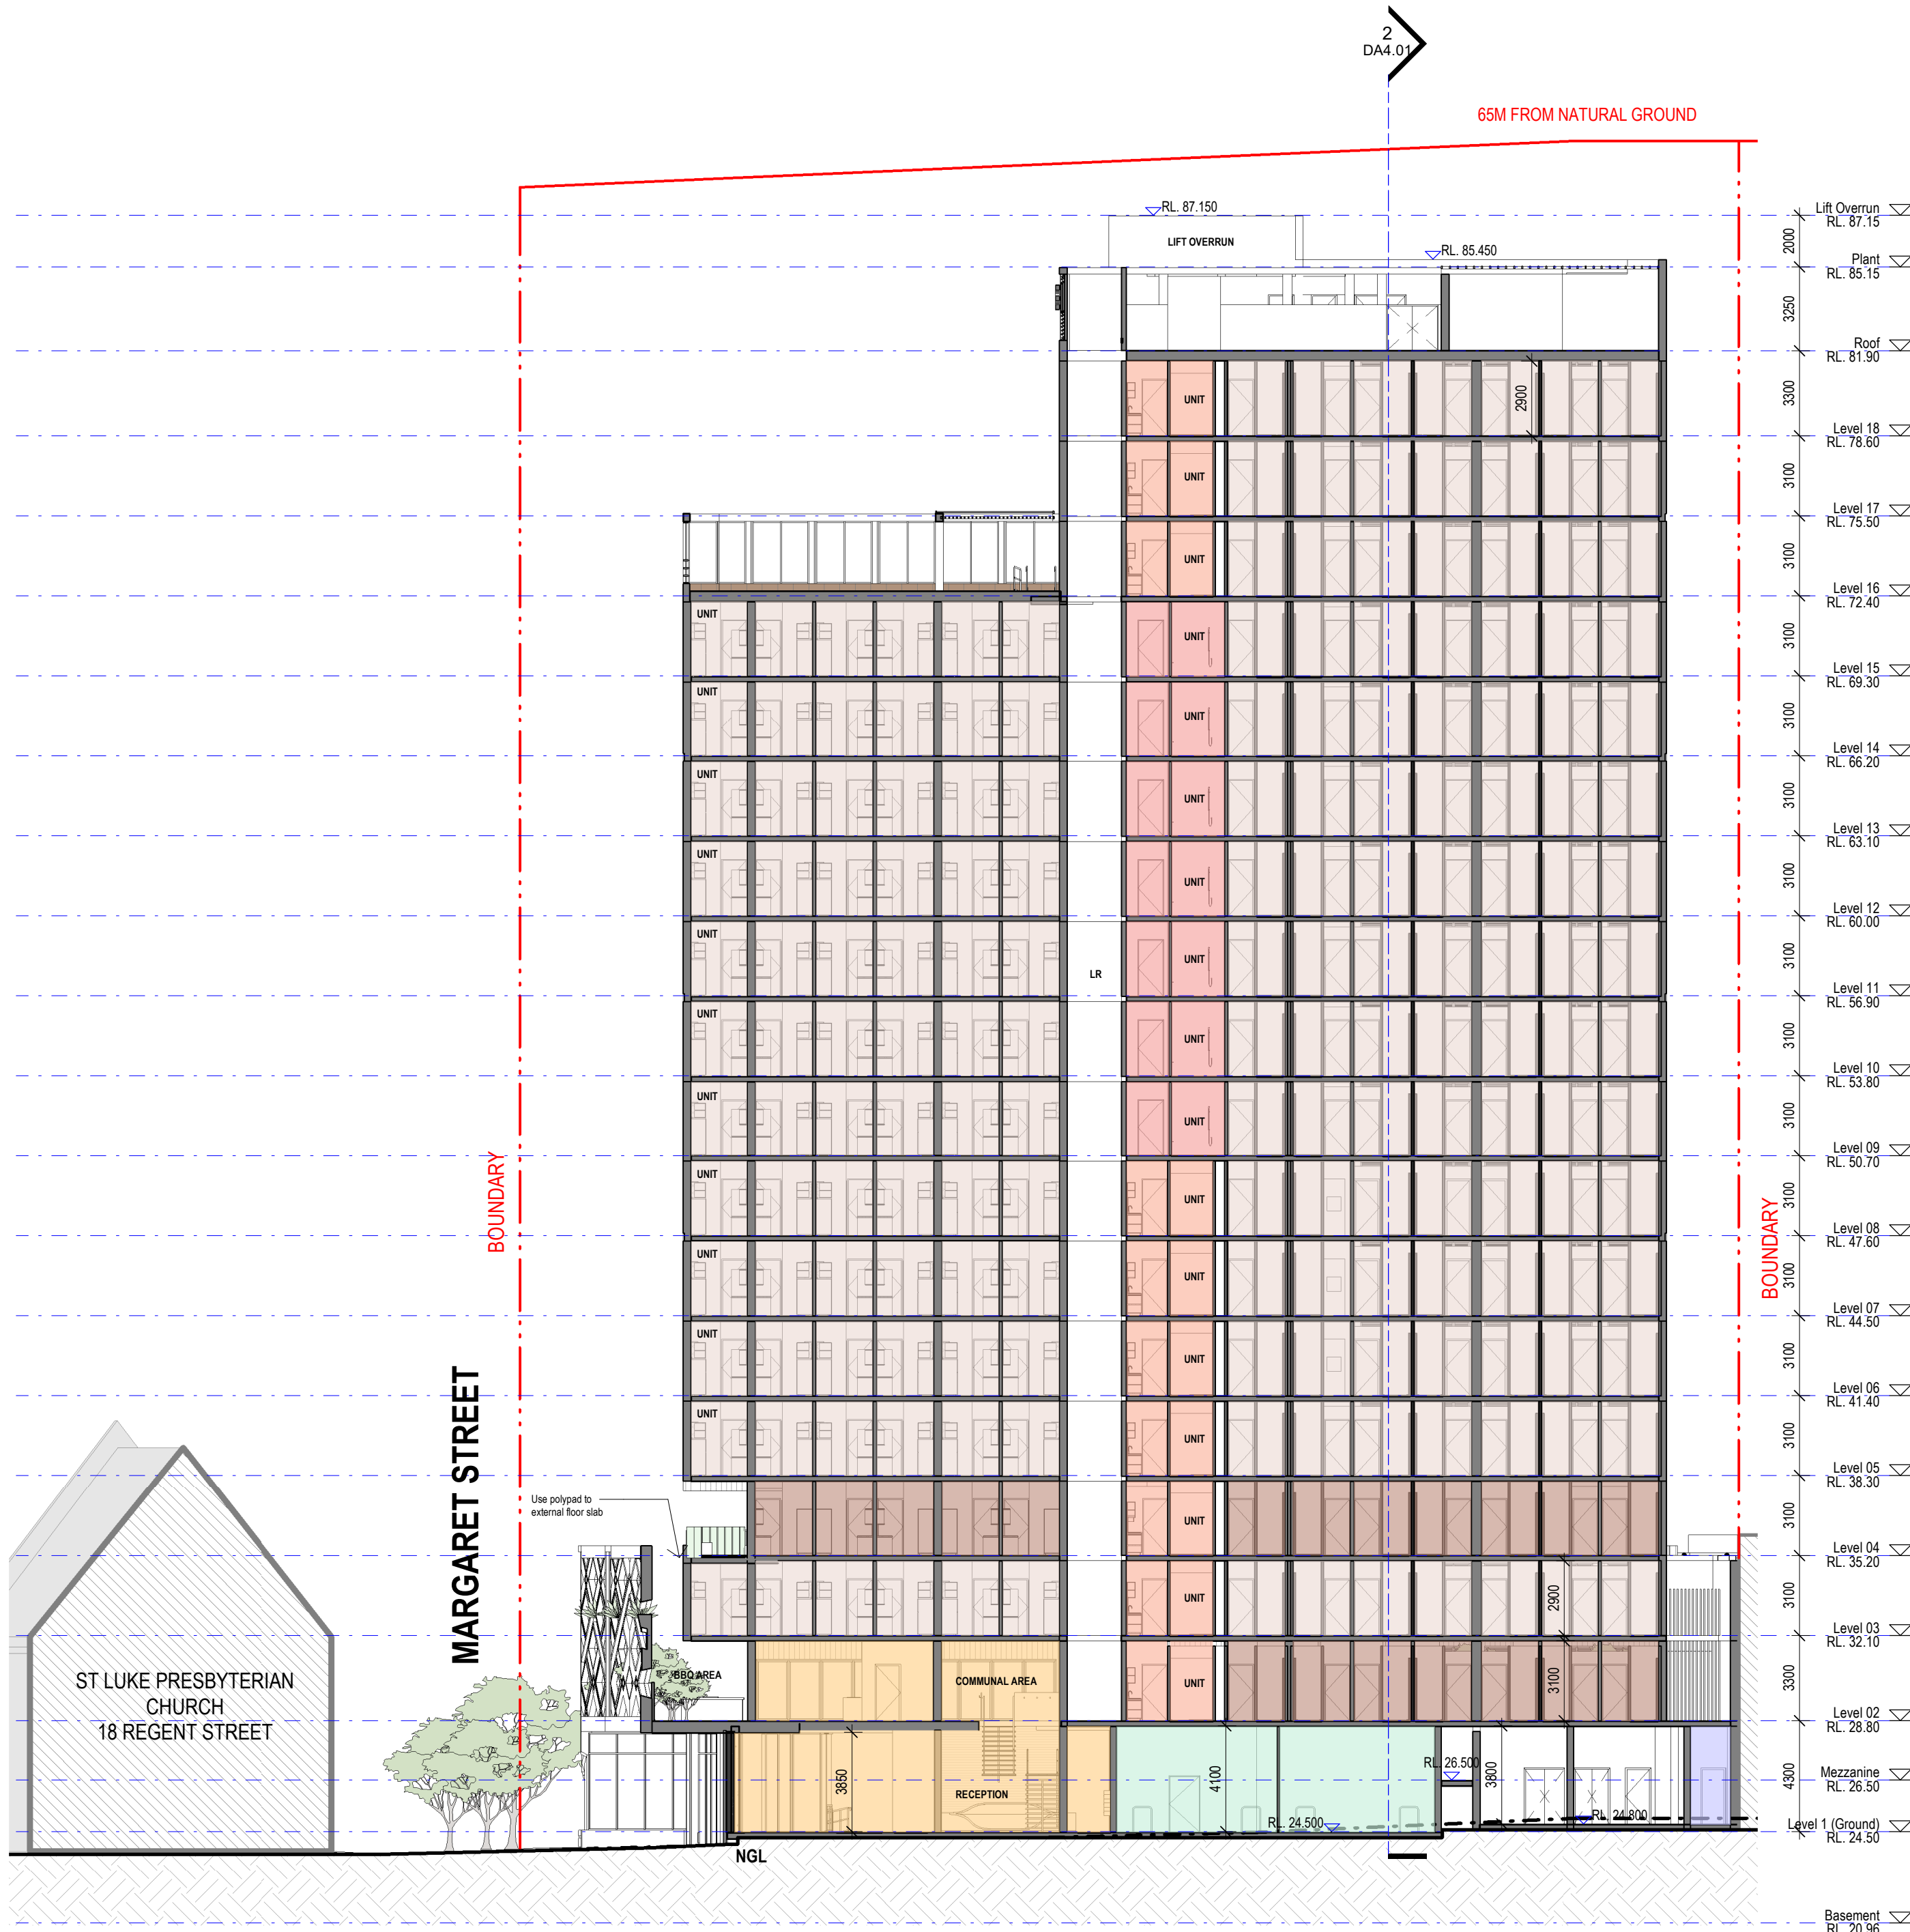 2
DA4.01
65M FROM NATURAL GROUND
RL. 87.150
LIFT OVERRUN
RL. 85.450
Lift Overrun
RL. 87.15
2000
Plant
RL. 85.15
3250
Roof
RL. 81.90
3300
UNIT
2900
Level 18
RL. 78.60
3100
UNIT
Level 17
RL. 75.50
3100
UNIT
Level 16
RL. 72.40
3100
UNIT
UNIT
Level 15
RL. 69.30
3100
UNIT
UNIT
Level 14
RL. 66.20
3100
UNIT
UNIT
Level 13
RL. 63.10
3100
UNIT
UNIT
Level 12
RL. 60.00
3100
UNIT
LR
UNIT
Level 11
RL. 56.90
3100
UNIT
UNIT
Level 10
RL. 53.80
3100
UNIT
UNIT
Level 09
RL. 50.70
3100
UNIT
UNIT
Level 08
RL. 47.60
3100
UNIT
UNIT
Level 07
RL. 44.50
3100
UNIT
UNIT
Level 06
RL. 41.40
3100
UNIT
UNIT
Level 05
RL. 38.30
3100
UNIT
Level 04
RL. 35.20
3100
UNIT
2900
Level 03
RL. 32.10
3300
UNIT
3100
Level 02
RL. 28.80
4300
Mezzanine
RL. 26.50
Level 1 (Ground)
RL. 24.50
Basement
RL. 20.96
BOUNDARY
BOUNDARY
MARGARET STREET
Use polypad to
external floor slab
BBQ AREA
COMMUNAL AREA
RECEPTION
3850
4100
3800
RL. 26.500
RL. 24.500
RL. 24.800
NGL
ST LUKE PRESBYTERIAN
CHURCH
18 REGENT STREET